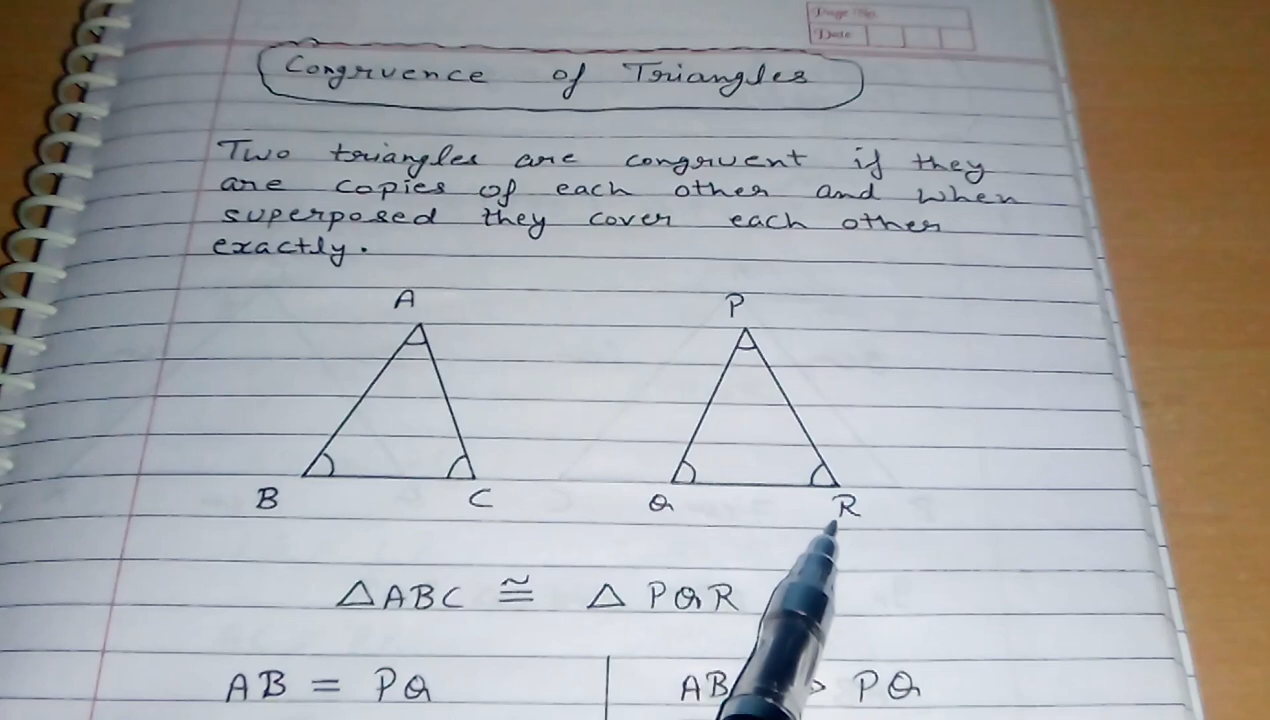 Page No.
Date
Congruence of Triangles
Two triangles are congruent if they
are copies of each other and when
superposed they cover each other
exactly.
A P
B C Q R
△ABC ≅ △PQR
AB = PQ
AB PQ